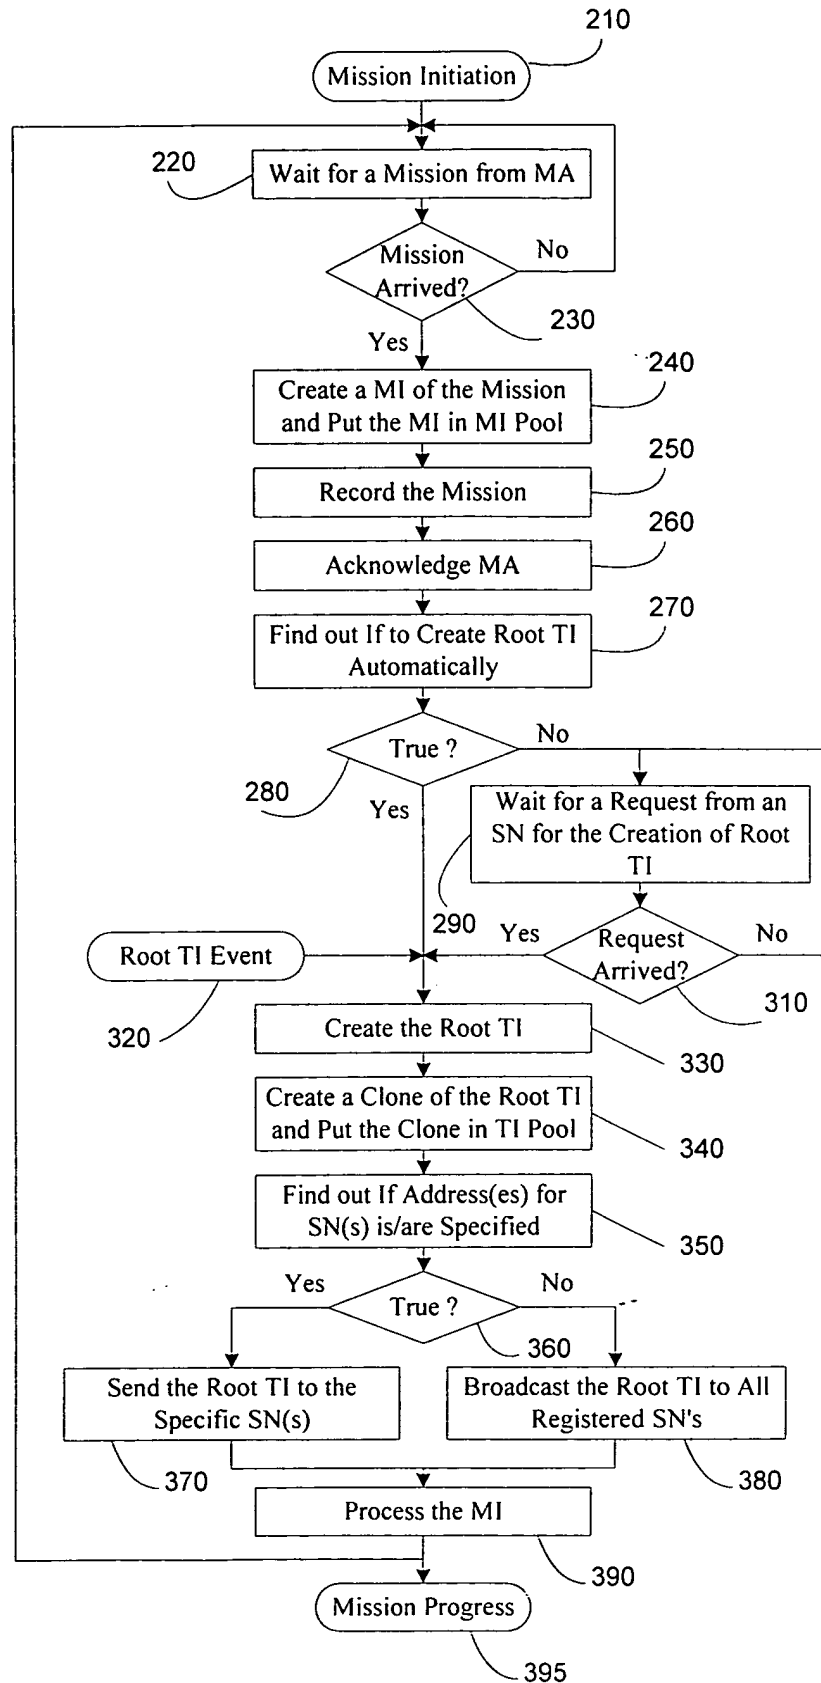 210
Mission Initiation
220
Wait for a Mission from MA
Mission
Arrived?
No
230
Yes
240
Create a MI of the Mission
and Put the MI in MI Pool
250
Record the Mission
260
Acknowledge MA
270
Find out If to Create Root TI
Automatically
True ?
No
280
Yes
Wait for a Request from an
SN for the Creation of Root
TI
290
Yes
Request
Arrived?
No
310
Root TI Event
320
Create the Root TI
330
Create a Clone of the Root TI
and Put the Clone in TI Pool
340
Find out If Address(es) for
SN(s) is/are Specified
350
Yes
True ?
No
360
Send the Root TI to the
Specific SN(s)
370
Broadcast the Root TI to All
Registered SN's
380
Process the MI
390
Mission Progress
395